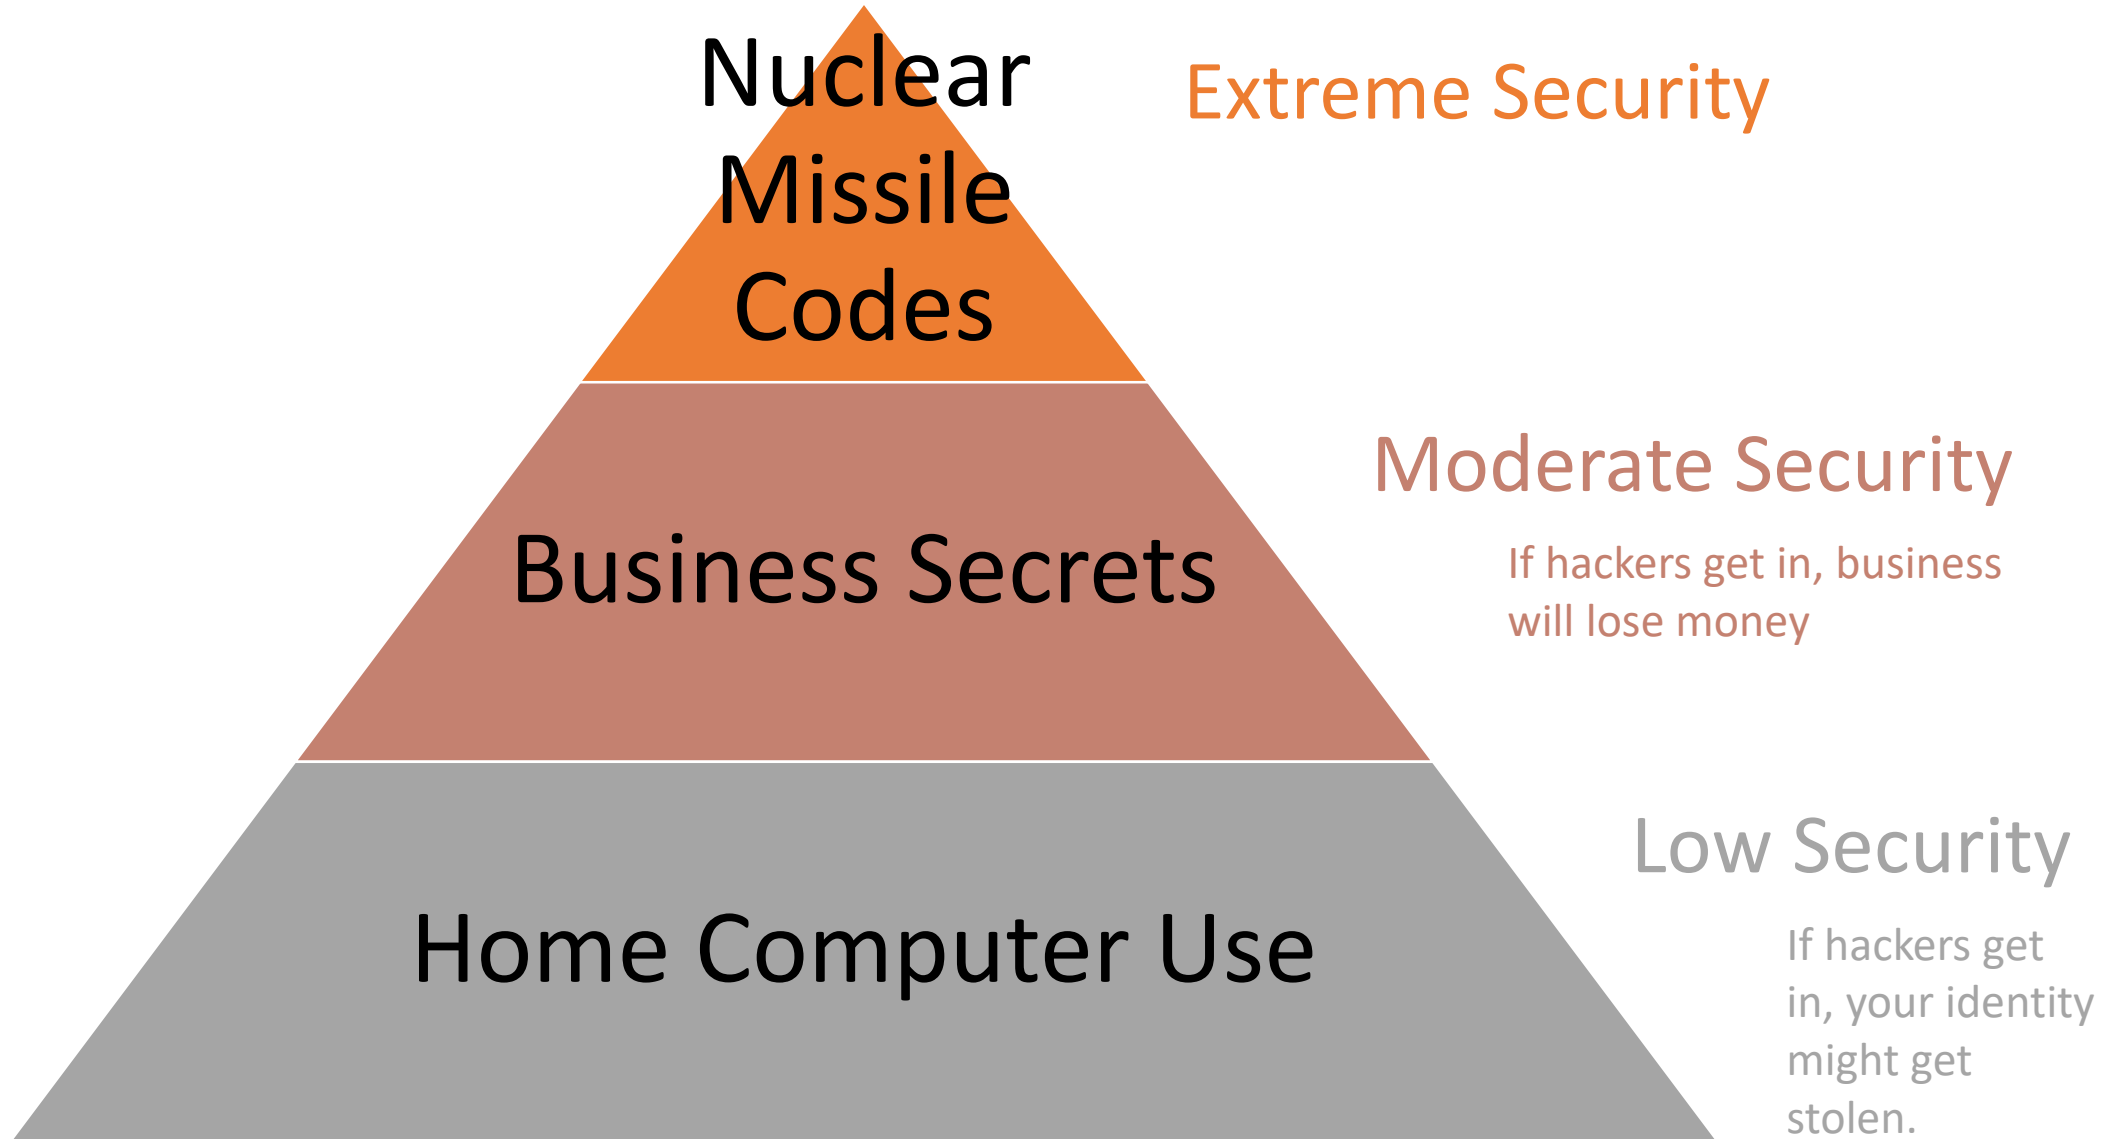 Nuclear
Missile
Codes
Extreme Security
Business Secrets
Moderate Security
If hackers get in, business
will lose money
Home Computer Use
Low Security
If hackers get
in, your identity
might get
stolen.